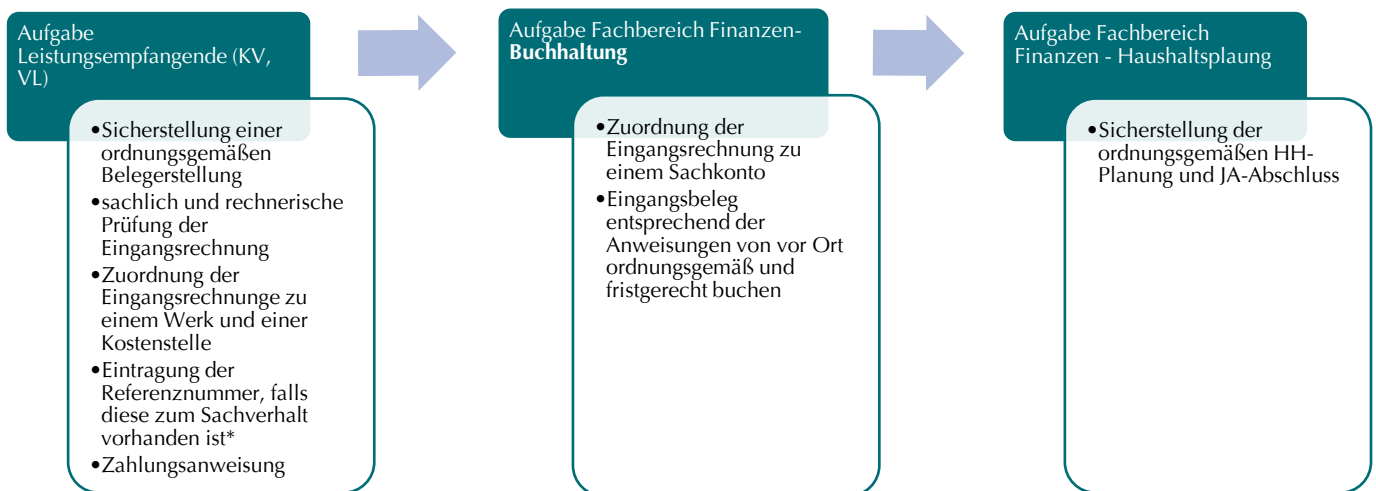 Aufgabe
Leistungsempfangende (KV,
VL)
•Sicherstellung einer
ordnungsgemäßen
Belegerstellung
•sachlich und rechnerische
Prüfung der
Eingangsrechnung
•Zuordnung der
Eingangsrechnunge zu
einem Werk und einer
Kostenstelle
•Eintragung der
Referenznummer, falls
diese zum Sachverhalt
vorhanden ist*
•Zahlungsanweisung
Aufgabe Fachbereich Finanzen-
Buchhaltung
•Zuordnung der
Eingangsrechnung zu
einem Sachkonto
•Eingangsbeleg
entsprechend der
Anweisungen von vor Ort
ordnungsgemäß und
fristgerecht buchen
Aufgabe Fachbereich
Finanzen - Haushaltsplaung
•Sicherstellung der
ordnungsgemäßen HH-
Planung und JA-Abschluss